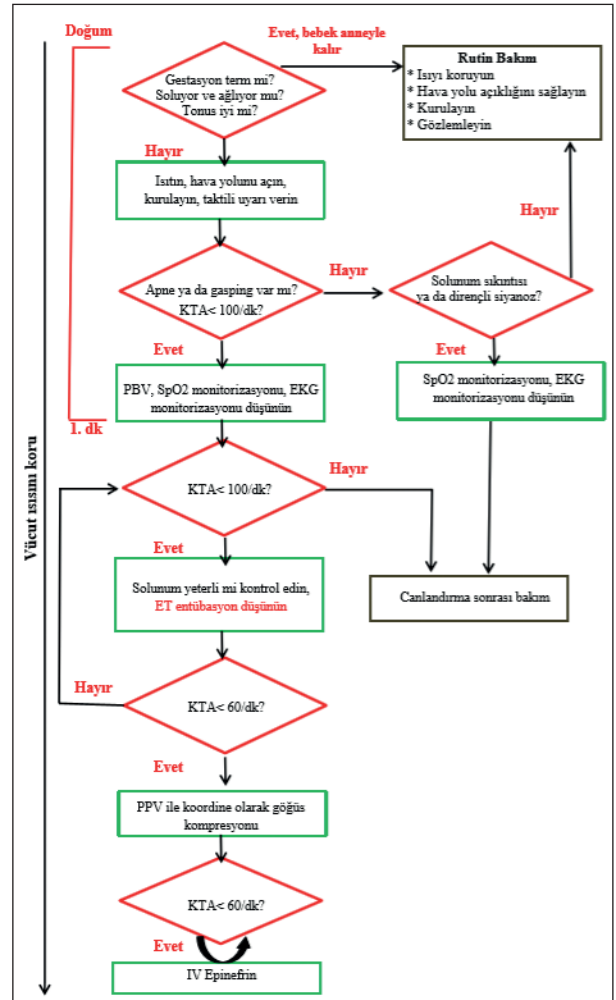 Doğum
Evet, bebek anneyle
kalır
Gestasyon term mi?
Soluyor ve ağlıyor mu?
Tonus iyi mi?
Rutin Bakım
* Isıyı koruyun
* Hava yolu açıklığını sağlayın
* Kurulayın
* Gözlemleyin
Hayır
Isıtın, hava yolunu açın,
kurulayın, taktili uyarı verin
Hayır
Apne ya da gasping var mı?
KTA< 100/dk?
Hayır
Solunum sıkıntısı
ya da dirençli siyanoz?
Evet
Evet
PBV, SpO2 monitorizasyonu, EKG
monitorizasyonu düşünün
SpO2 monitorizasyonu, EKG
monitorizasyonu düşünün
1. dk
Vücut ısısını koru
KTA< 100/dk?
Hayır
Evet
Solunum yeterli mi kontrol edin,
ET entübasyon düşünün
Canlandırma sonrası bakım
Hayır
KTA< 60/dk?
Evet
PPV ile koordine olarak göğüs
kompresyonu
KTA< 60/dk?
Evet
IV Epinefrin